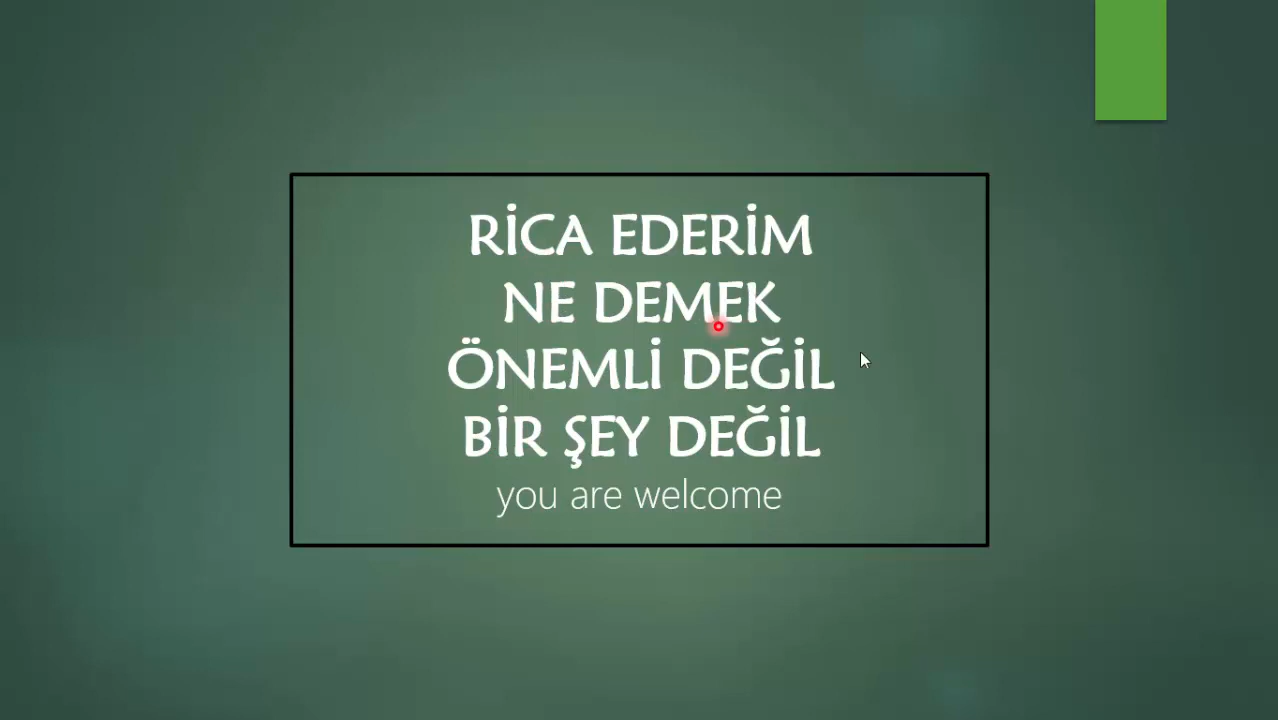 RİCA EDERİM
NE DEMEK
ÖNEMLİ DEĞİL
BİR ŞEY DEĞİL
you are welcome